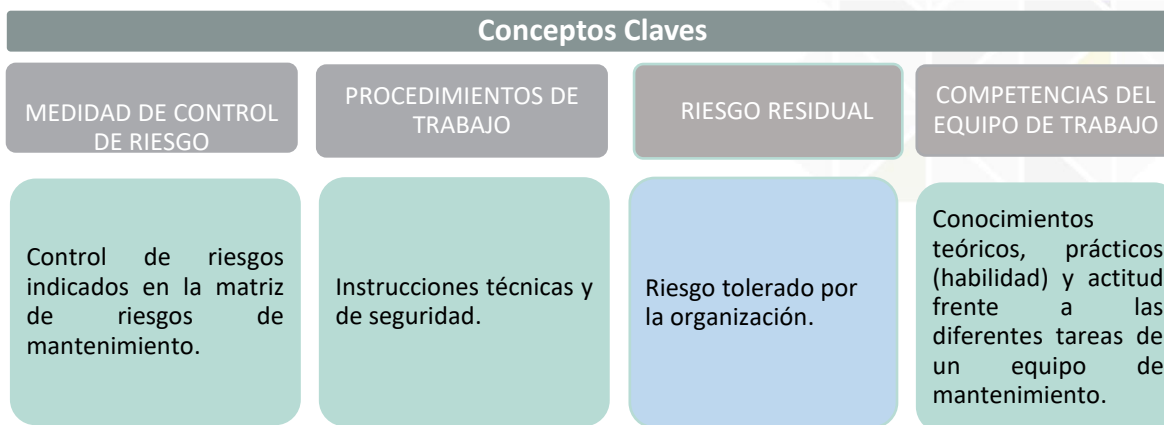 Conceptos Claves
MEDIDAD DE CONTROL
DE RIESGO
PROCEDIMIENTOS DE
TRABAJO
RIESGO RESIDUAL
COMPETENCIAS DEL
EQUIPO DE TRABAJO
Control de riesgos
indicados en la matriz
de riesgos de
mantenimiento.
Instrucciones técnicas y
de seguridad.
Riesgo tolerado por
la organización.
Conocimientos
teóricos, prácticos
(habilidad) y actitud
frente a las
diferentes tareas de
un equipo de
mantenimiento.